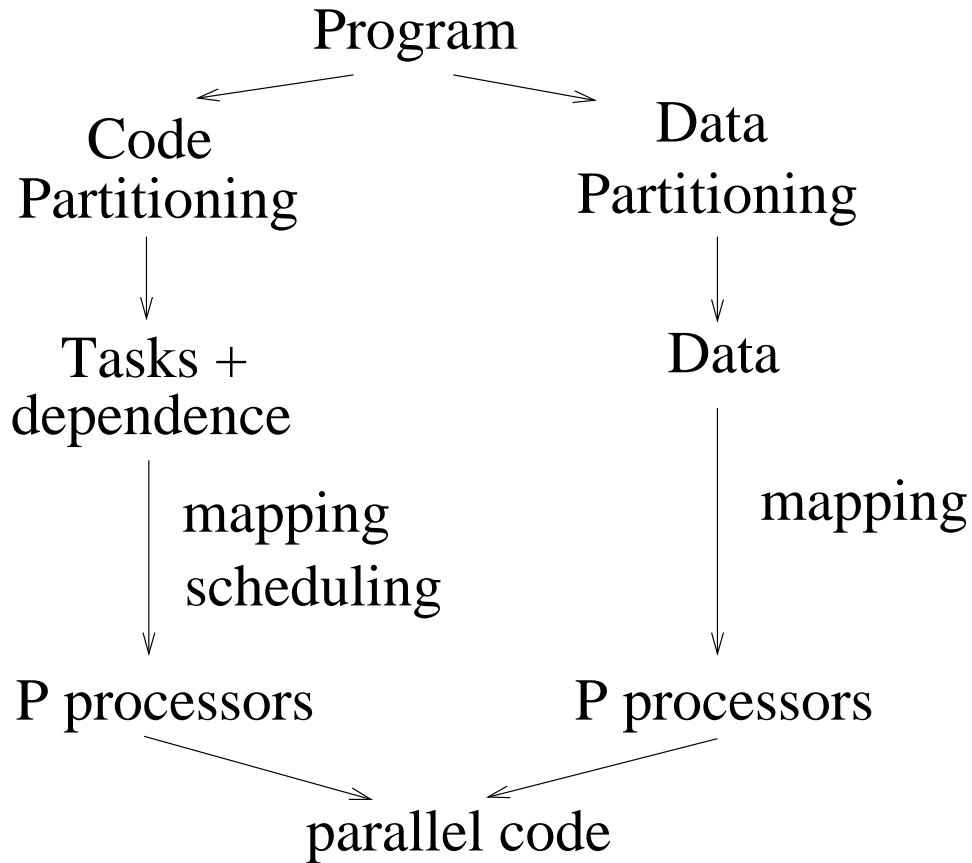 Program
Code
Partitioning
Data
Partitioning
Tasks +
dependence
Data
mapping
scheduling
mapping
P processors
P processors
parallel code